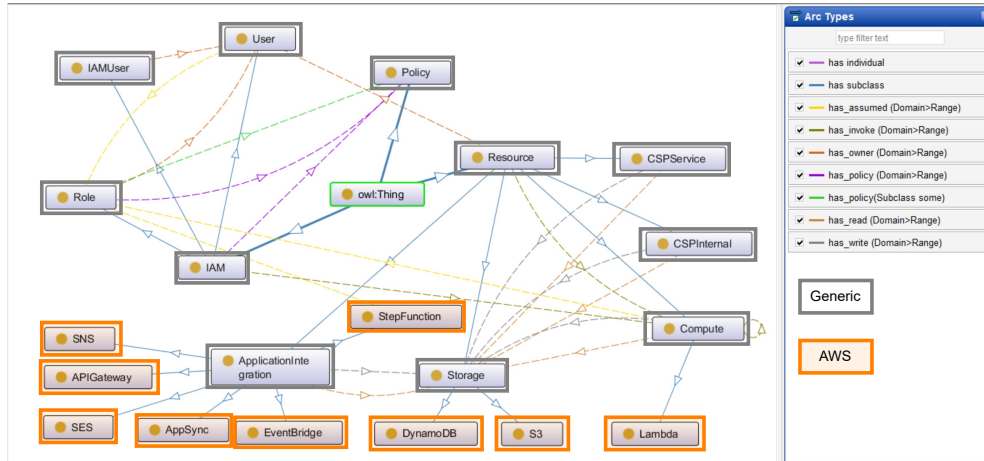 User
IAMUser
Policy
Resource
CSPService
owl:Thing
Role
CSPInternal
IAM
StepFunction
Compute
SNS
ApplicationInte
gration
APIGateway
Storage
SES
AppSync
EventBridge
DynamoDB
S3
Lambda
Arc Types
type filter text
has individual
has subclass
has_assumed (Domain>Range)
has_invoke (Domain>Range)
has_owner (Domain>Range)
has_policy (Domain>Range)
has_policy(Subclass some)
has_read (Domain>Range)
has_write (Domain>Range)
Generic
AWS